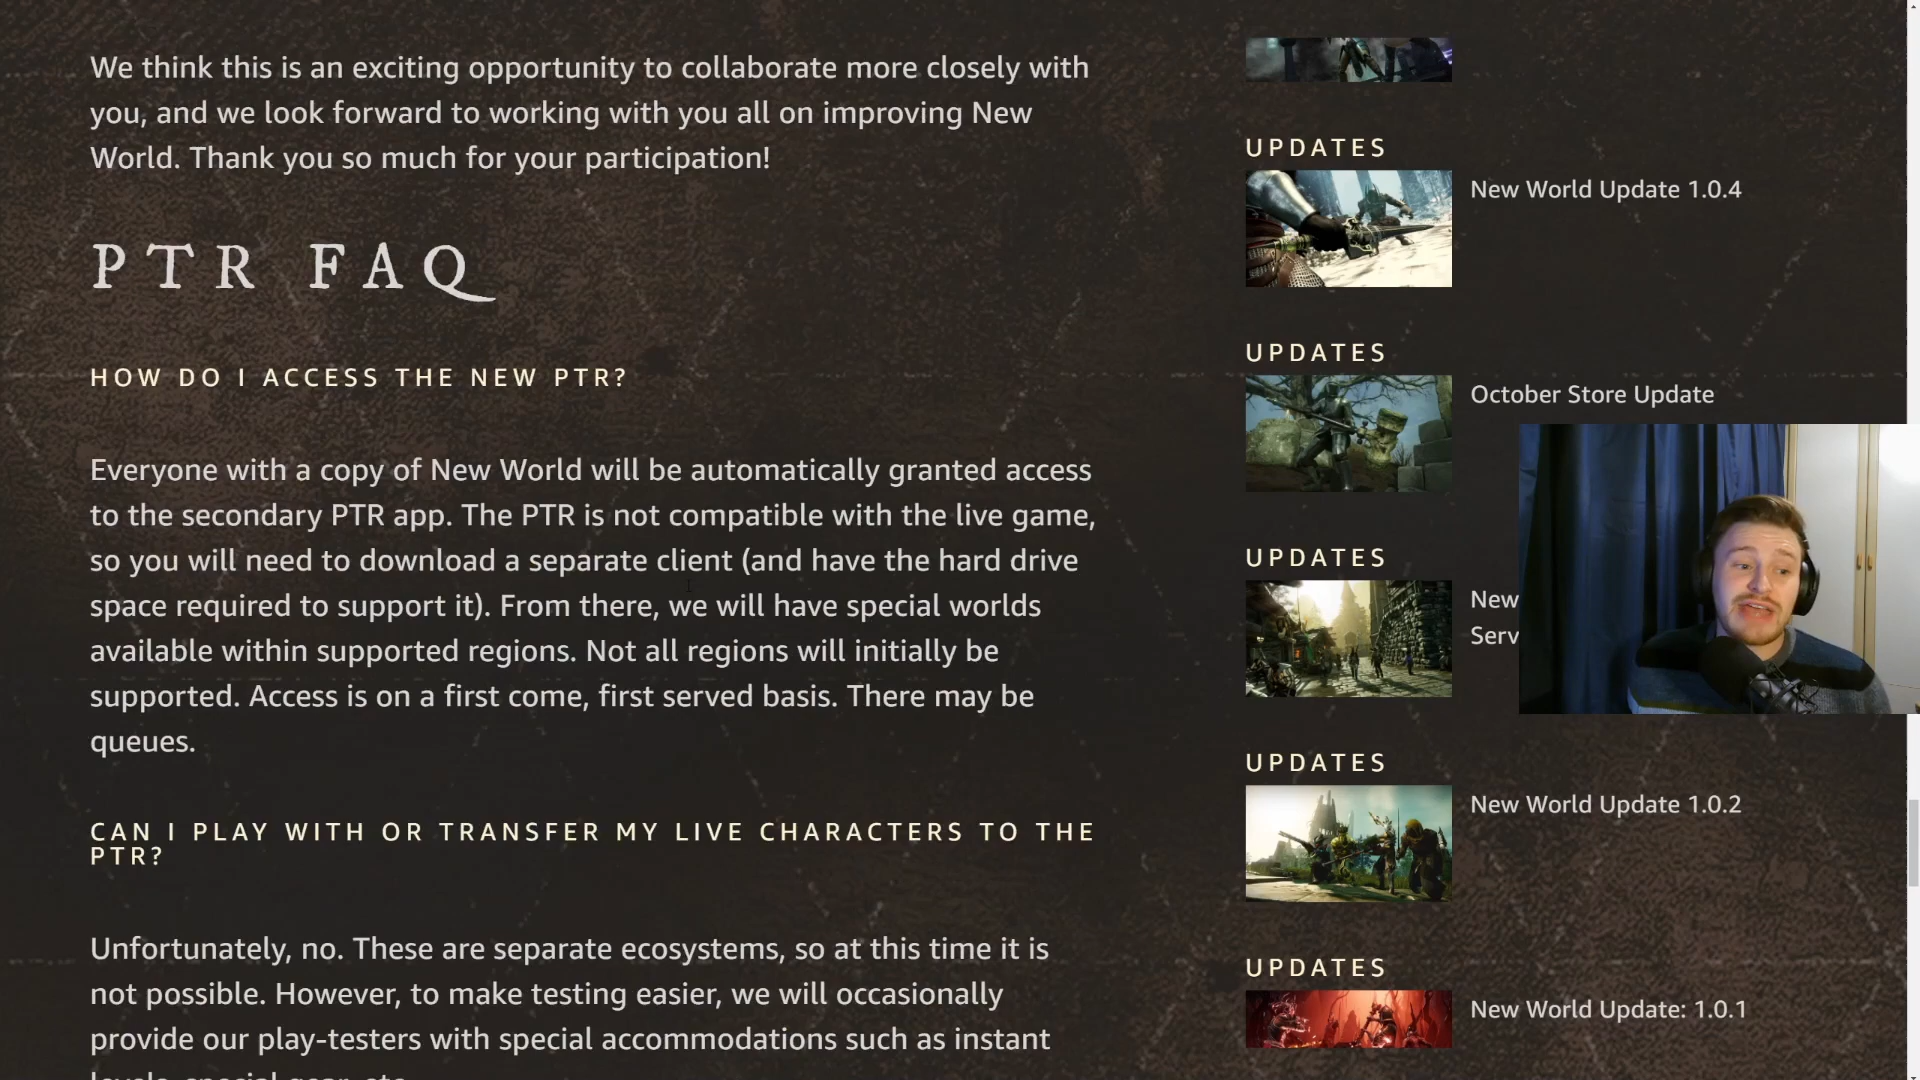 We think this is an exciting opportunity to collaborate more closely with
you, and we look forward to working with you all on improving New
World. Thank you so much for your participation!
PTR FAQ
HOW DO I ACCESS THE NEW PTR?
Everyone with a copy of New World will be automatically granted access
to the secondary PTR app. The PTR is not compatible with the live game,
so you will need to download a separate client (and have the hard drive
space required to support it). From there, we will have special worlds
available within supported regions. Not all regions will initially be
supported. Access is on a first come, first served basis. There may be
queues.
CAN I PLAY WITH OR TRANSFER MY LIVE CHARACTERS TO THE
PTR?
Unfortunately, no. These are separate ecosystems, so at this time it is
not possible. However, to make testing easier, we will occasionally
provide our play-testers with special accommodations such as instant
levels, special gear, etc.
UPDATES
New World Update 1.0.4
UPDATES
October Store Update
UPDATES
New
Serv
UPDATES
New World Update 1.0.2
UPDATES
New World Update: 1.0.1